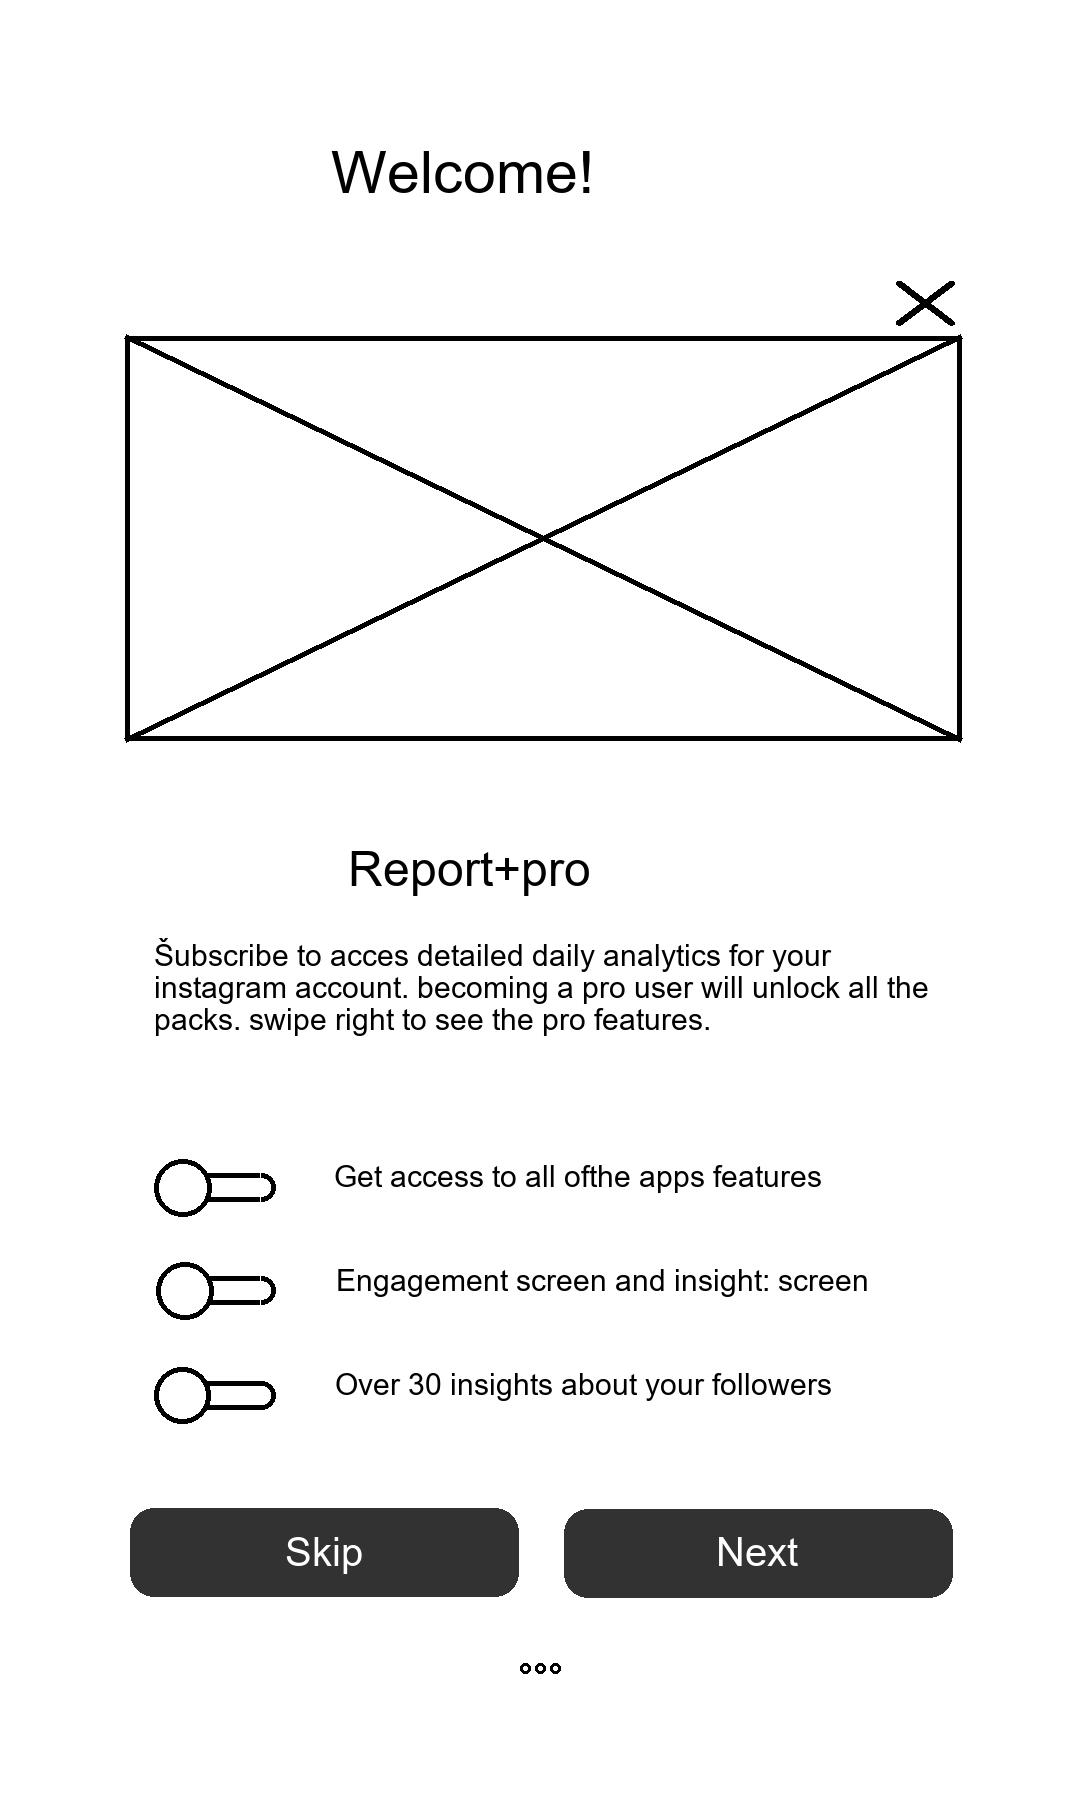 Welcome!
Report+pro
Šubscribe to acces detailed daily analytics for your
instagram account. becoming a pro user will unlock all the
packs. swipe right to see the pro features.
Get access to all ofthe apps features
Engagement screen and insight: screen
Over 30 insights about your followers
Skip
Next